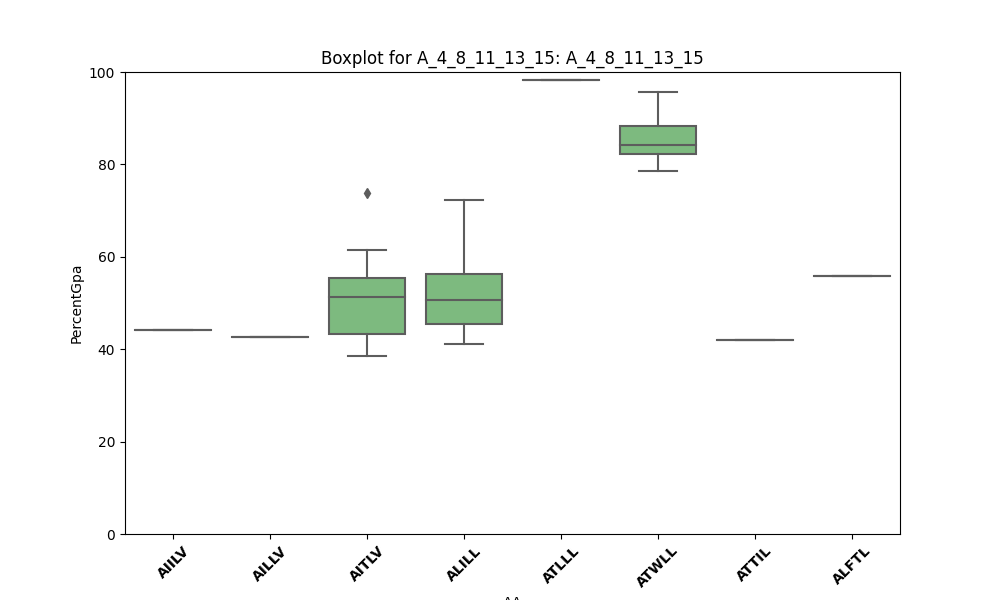 Boxplot for A_4_8_11_13_15: A_4_8_11_13_15
100
80
60
40
20
0
PercentGpa
AIILV
AILLV
AITLV
ALILL
ATLLL
ATWLL
ATTIL
ALFTL